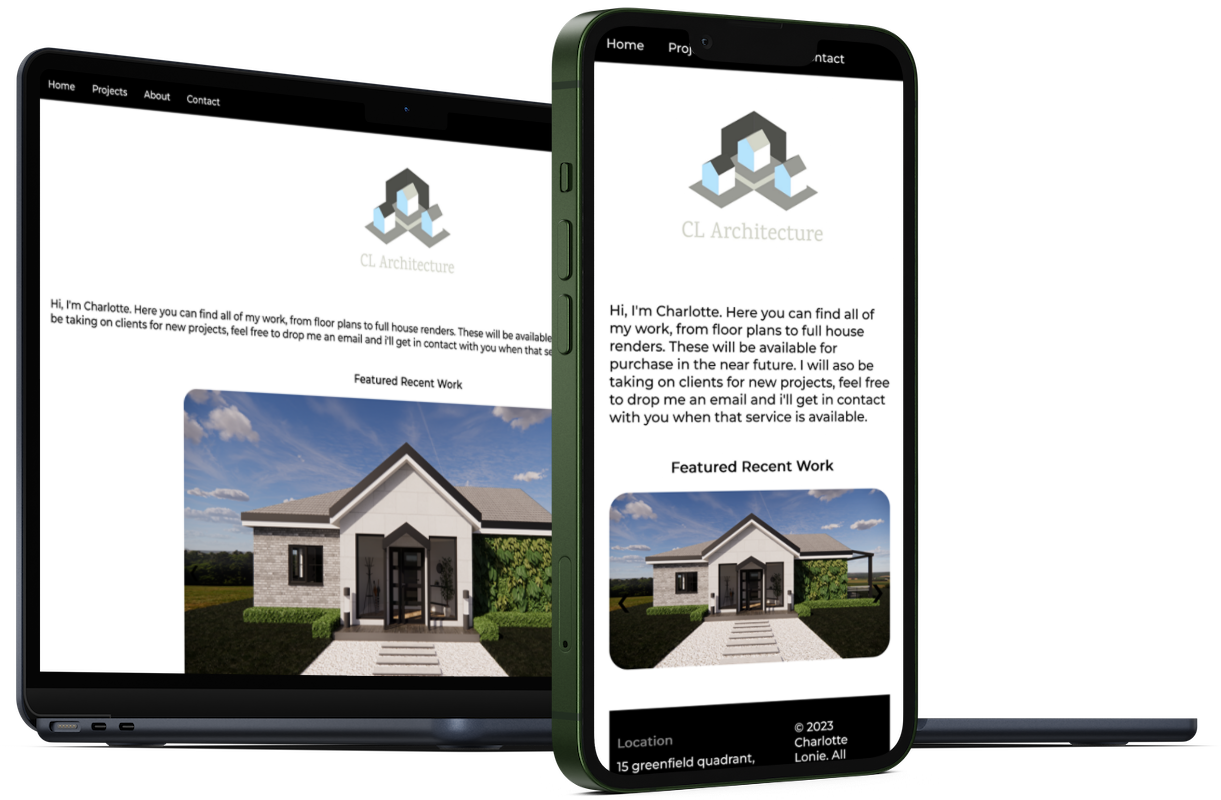 Home Projects About Contact
CL Architecture
Hi, I'm Charlotte. Here you can find all of my work, from floor plans to full house renders. These will be available
be taking on clients for new projects, feel free to drop me an email and i'll get in contact with you when that se
Featured Recent Work
Home Proj ntact
CL Architecture
Hi, I'm Charlotte. Here you can find all of
my work, from floor plans to full house
renders. These will be available for
purchase in the near future. I will aso be
taking on clients for new projects, feel free
to drop me an email and i'll get in contact
with you when that service is available.
Featured Recent Work
Location
15 greenfield quadrant,
© 2023
Charlotte
Lonie. All